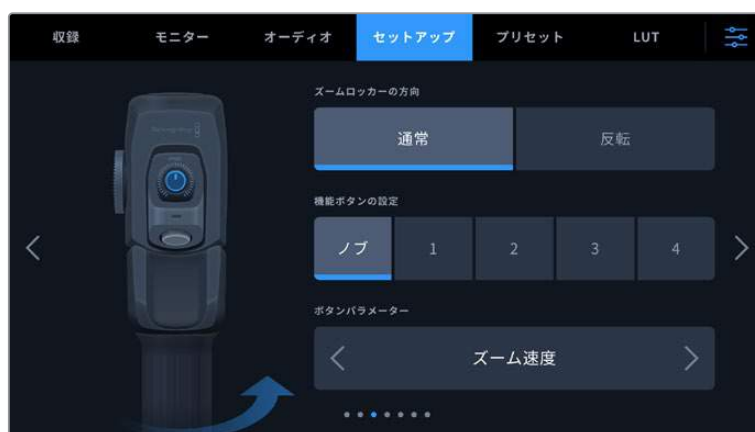 収録 モニター オーディオ セットアップ プリセット LUT
ズームロッカーの方向
通常 反転
機能ボタンの設定
ノブ 1 2 3 4
ボタンパラメーター
ズーム速度